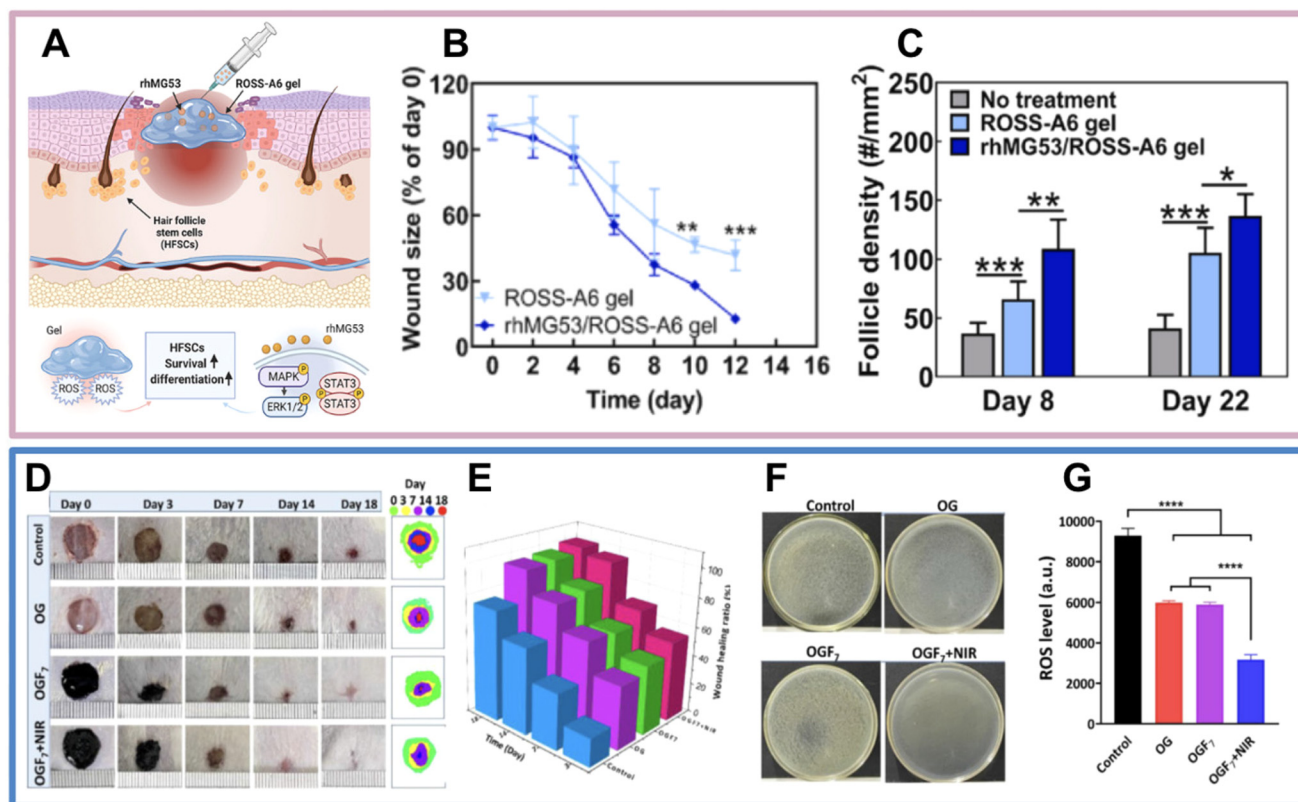 A
rhMG53
ROSS-A6 gel
Hair follicle
stem cells
(HFSCs)
Gel
ROS ROS
HFSCs
Survival
differentiation
rhMG53
MAPK P
ERK1/2 P
STAT3
P P
STAT3
B
Wound size (% of day 0)
120
90
60
30
0
** ***
ROSS-A6 gel
rhMG53/ROSS-A6 gel
0 2 4 6 8 10 12 14 16
Time (day)
C
Follicle density (#/mm²)
250
200
150
100
50
0
No treatment
ROSS-A6 gel
rhMG53/ROSS-A6 gel
*** ** *** *
Day 8 Day 22
D
Day 0 Day 3 Day 7 Day 14 Day 18
Day
0 3 7 14 18
Control
OG
OGF₇
OGF₇+NIR
E
Wound healing ratio (%)
100
80
60
40
20
0
Time (Day)
Control
OG
OGF7
OGF7+NIR
F
Control OG
OGF₇ OGF₇+NIR
G
ROS level (a.u.)
10000
8000
6000
4000
2000
0
****
****
Control OG OGF₇ OGF₇+NIR